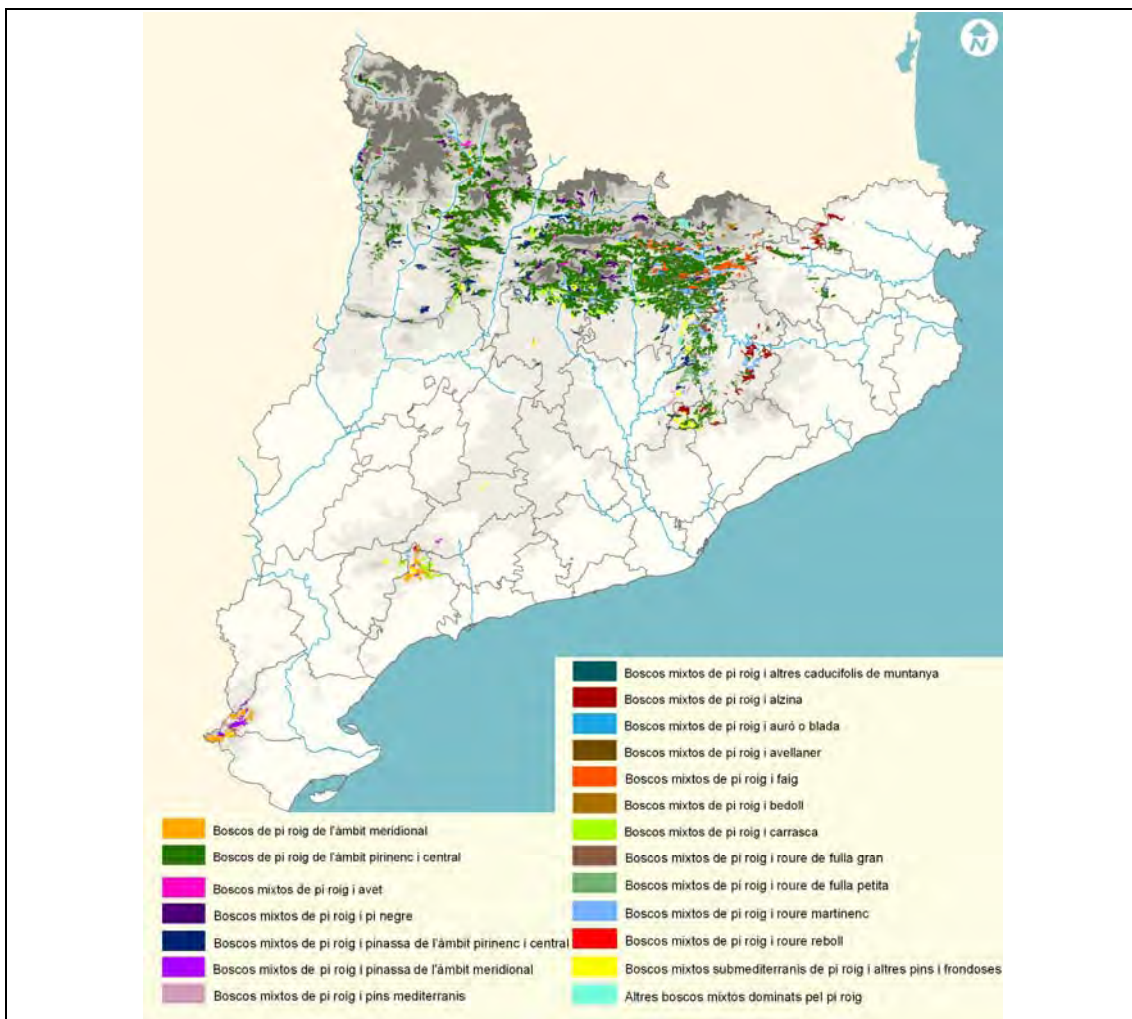 N
Boscos de pi roig de l'àmbit meridional
Boscos de pi roig de l'àmbit pirinenc i central
Boscos mixtos de pi roig i avet
Boscos mixtos de pi roig i pi negre
Boscos mixtos de pi roig i pinassa de l'àmbit pirinenc i central
Boscos mixtos de pi roig i pinassa de l'àmbit meridional
Boscos mixtos de pi roig i pins mediterranis
Boscos mixtos de pi roig i altres caducifolis de muntanya
Boscos mixtos de pi roig i alzina
Boscos mixtos de pi roig i auró o blada
Boscos mixtos de pi roig i avellaner
Boscos mixtos de pi roig i faig
Boscos mixtos de pi roig i bedoll
Boscos mixtos de pi roig i carrasca
Boscos mixtos de pi roig i roure de fulla gran
Boscos mixtos de pi roig i roure de fulla petita
Boscos mixtos de pi roig i roure martinenc
Boscos mixtos de pi roig i roure reboll
Boscos mixtos submediterranis de pi roig i altres pins i frondoses
Altres boscos mixtos dominats pel pi roig